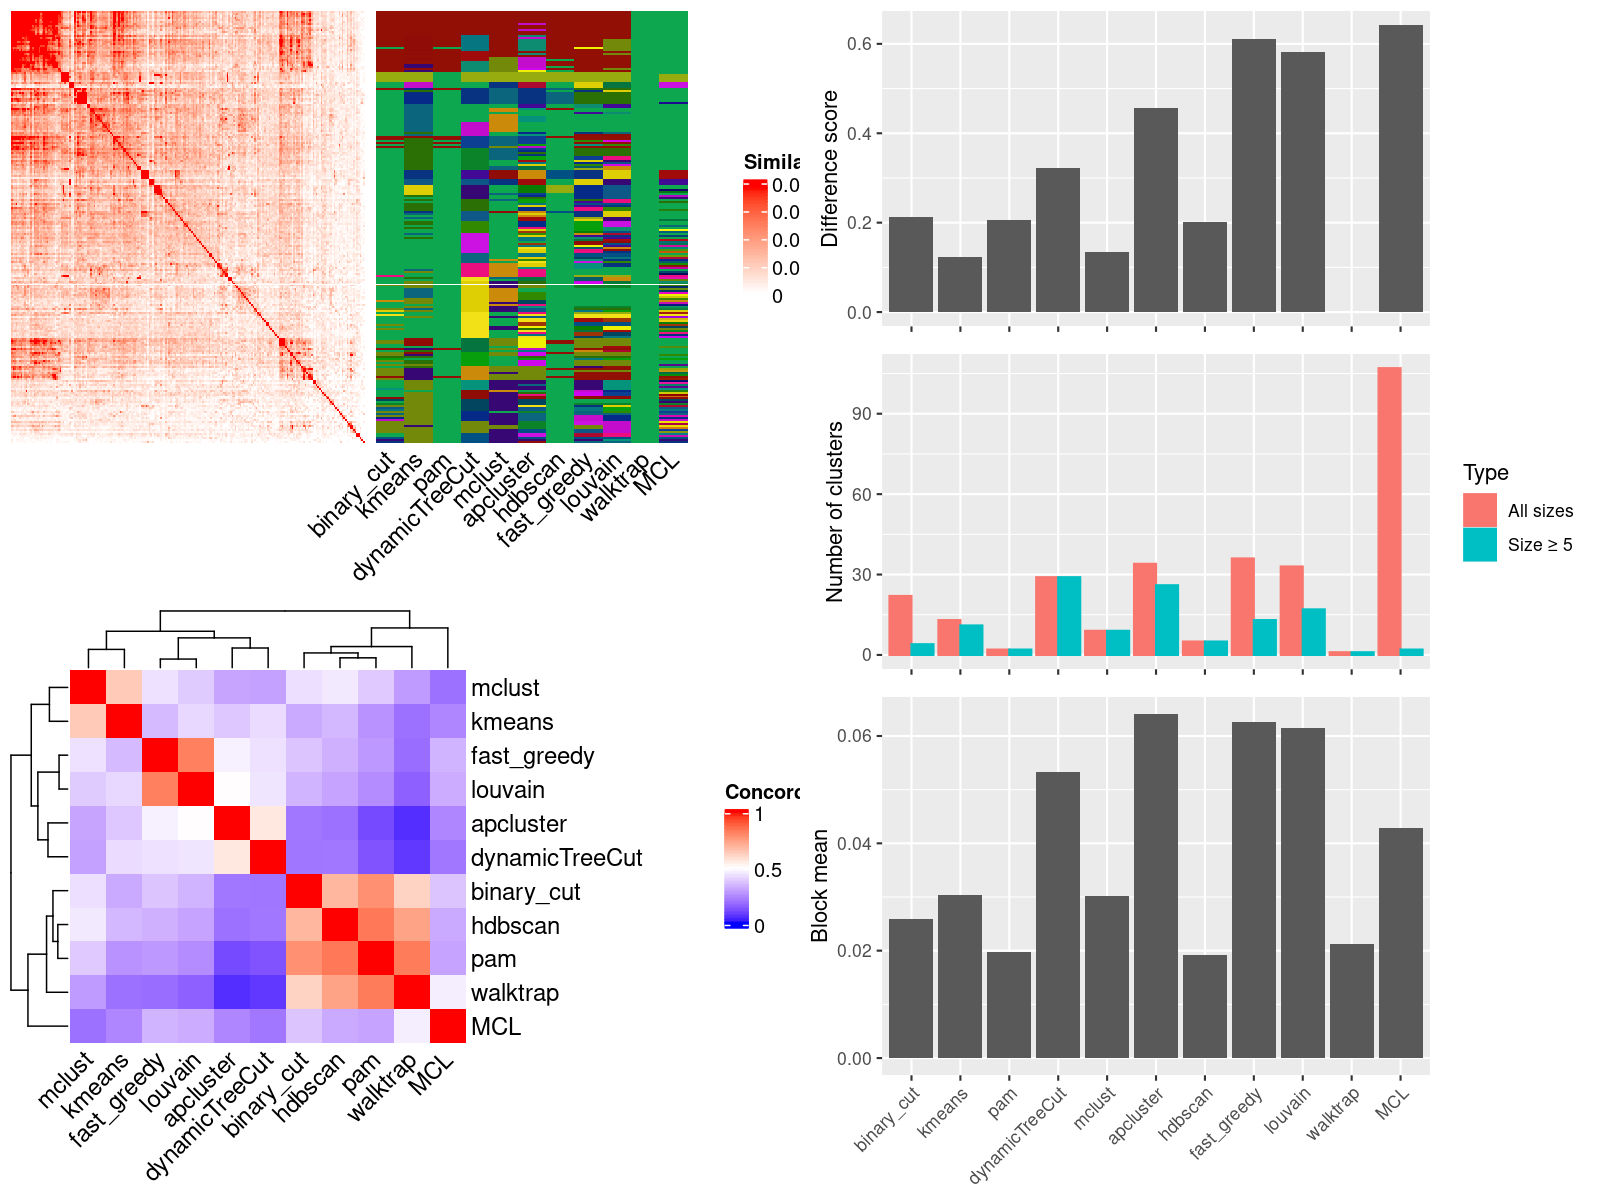 Simila
0.0
0.0
0.0
0.0
0
binary_cut
kmeans
pam
dynamicTreeCut
mclust
apcluster
hdbscan
fast_greedy
louvain
walktrap
MCL
mclust
kmeans
fast_greedy
louvain
apcluster
dynamicTreeCut
binary_cut
hdbscan
pam
walktrap
MCL
mclust
kmeans
fast_greedy
louvain
apcluster
dynamicTreeCut
binary_cut
hdbscan
pam
walktrap
MCL
Concord
1
0.5
0
Difference score
0.6
0.4
0.2
0.0
Number of clusters
90
60
30
0
Type
All sizes
Size ≥ 5
Block mean
0.06
0.04
0.02
0.00
binary_cut
kmeans
pam
dynamicTreeCut
mclust
apcluster
hdbscan
fast_greedy
louvain
walktrap
MCL